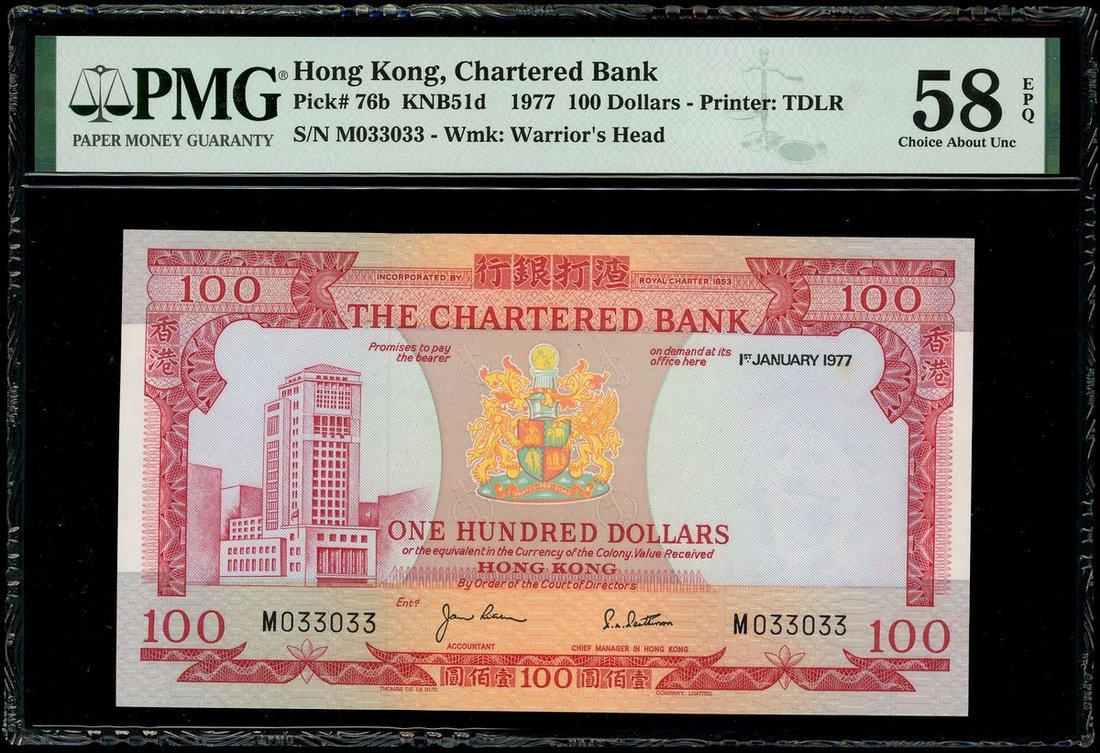 PMG®
PAPER MONEY GUARANTY
Hong Kong, Chartered Bank
Pick# 76b KNB51d 1977 100 Dollars - Printer: TDLR
S/N M033033 - Wmk: Warrior's Head
58 EPQ
Choice About Unc
100
INCORPORATED BY
行銀打渣
ROYAL CHARTER. 1853
100
THE CHARTERED BANK
香港
香港
Promises to pay
the bearer
on demand at its
office here
1ST JANUARY 1977
ONE HUNDRED DOLLARS
or the equivalent in the Currency of the Colony. Value Received
HONG KONG
By Order of the Court of Directors
Entd
100
M033033
M033033
100
ACCOUNTANT
CHIEF MANAGER IN HONG KONG
圓佰壹 100 圓佰壹
THOMAS DE LA RUE
COMPANY, LIMITED.